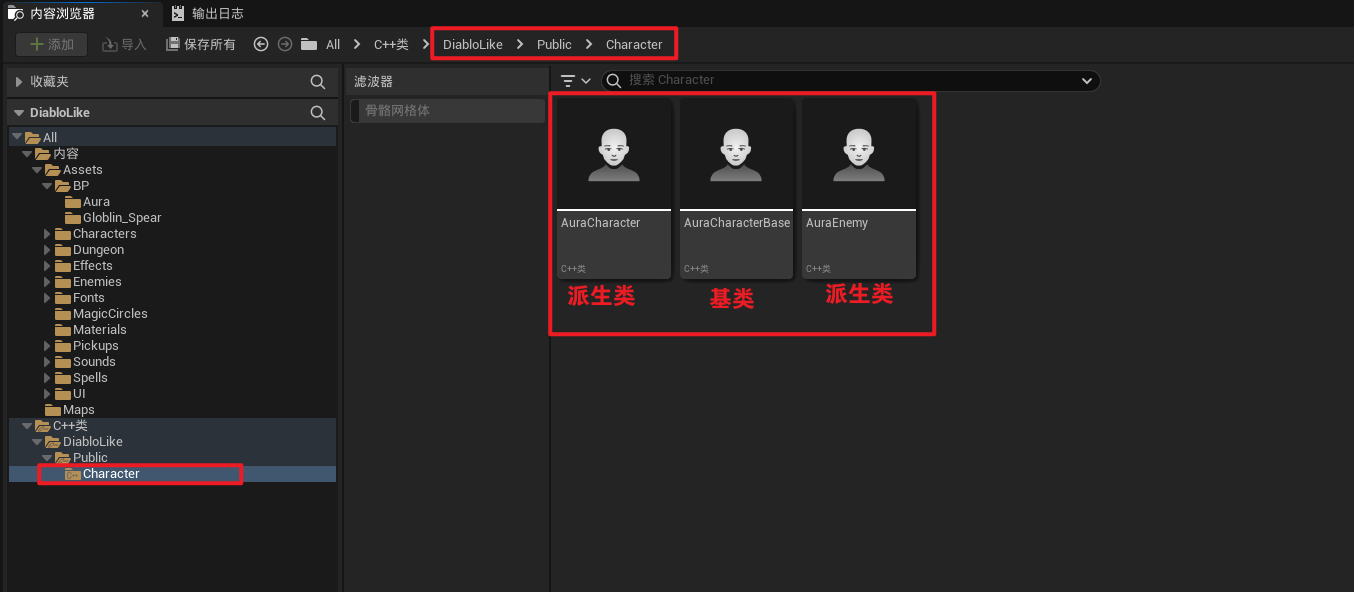 内容浏览器
输出日志
添加
导入
保存所有
All
C++类
DiabloLike
Public
Character
收藏夹
滤波器
搜索 Character
DiabloLike
骨骼网格体
All
内容
Assets
BP
Aura
Globlin_Spear
Characters
Dungeon
Effects
Enemies
Fonts
MagicCircles
Materials
Pickups
Sounds
Spells
UI
Maps
C++类
DiabloLike
Public
Character
AuraCharacter
C++类
派生类
AuraCharacterBase
C++类
基类
AuraEnemy
C++类
派生类